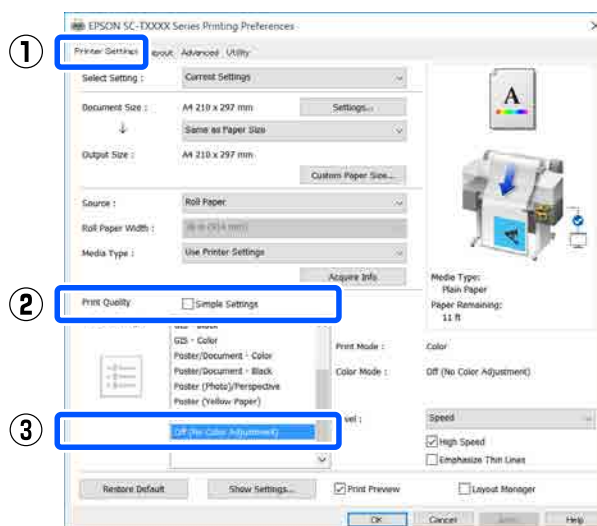 EPSON SC-TXXXX Series Printing Preferences
①
Printer Settings
Advanced
Utility
Select Setting :
Current Settings
Document Size :
A4 210 x 297 mm
Settings...
Same as Paper Size
Output Size :
A4 210 x 297 mm
Custom Paper Size...
Source :
Roll Paper
Roll Paper Width :
Media Type :
Use Printer Settings
Acquire Info
A
Media Type:
Plain Paper
Paper Remaining:
11 ft
②
Print Quality
Simple Settings
GIS - Color
Poster/Document - Color
Poster/Document - Black
Poster (Photo)/Perspective
Poster (Yellow Paper)
③
Off (No Color Adjustment)
Print Mode :
Color
Color Mode :
Off (No Color Adjustment)
Speed
High Speed
Emphasize Thin Lines
Restore Default
Show Settings...
Print Preview
Layout Manager
OK
Cancel
Help